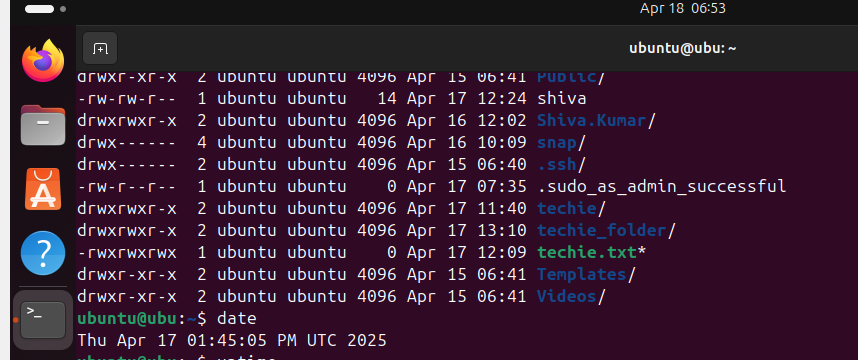 Apr 18 06:53
ubuntu@ubu: ~
drwxr-xr-x 2 ubuntu ubuntu 4096 Apr 15 06:41 Public/
-rw-rw-r-- 1 ubuntu ubuntu 14 Apr 17 12:24 shiva
drwxrwxr-x 2 ubuntu ubuntu 4096 Apr 16 12:02 Shiva.Kumar/
drwx------ 4 ubuntu ubuntu 4096 Apr 16 10:09 snap/
drwx------ 2 ubuntu ubuntu 4096 Apr 15 06:40 .ssh/
-rw-r--r-- 1 ubuntu ubuntu 0 Apr 17 07:35 .sudo_as_admin_successful
drwxrwxr-x 2 ubuntu ubuntu 4096 Apr 17 11:40 techie/
drwxrwxr-x 2 ubuntu ubuntu 4096 Apr 17 13:10 techie_folder/
-rwxrwxrwx 1 ubuntu ubuntu 0 Apr 17 12:09 techie.txt*
drwxr-xr-x 2 ubuntu ubuntu 4096 Apr 15 06:41 Templates/
drwxr-xr-x 2 ubuntu ubuntu 4096 Apr 15 06:41 Videos/
ubuntu@ubu:~$ date
Thu Apr 17 01:45:05 PM UTC 2025
ubuntu@ubu:~$